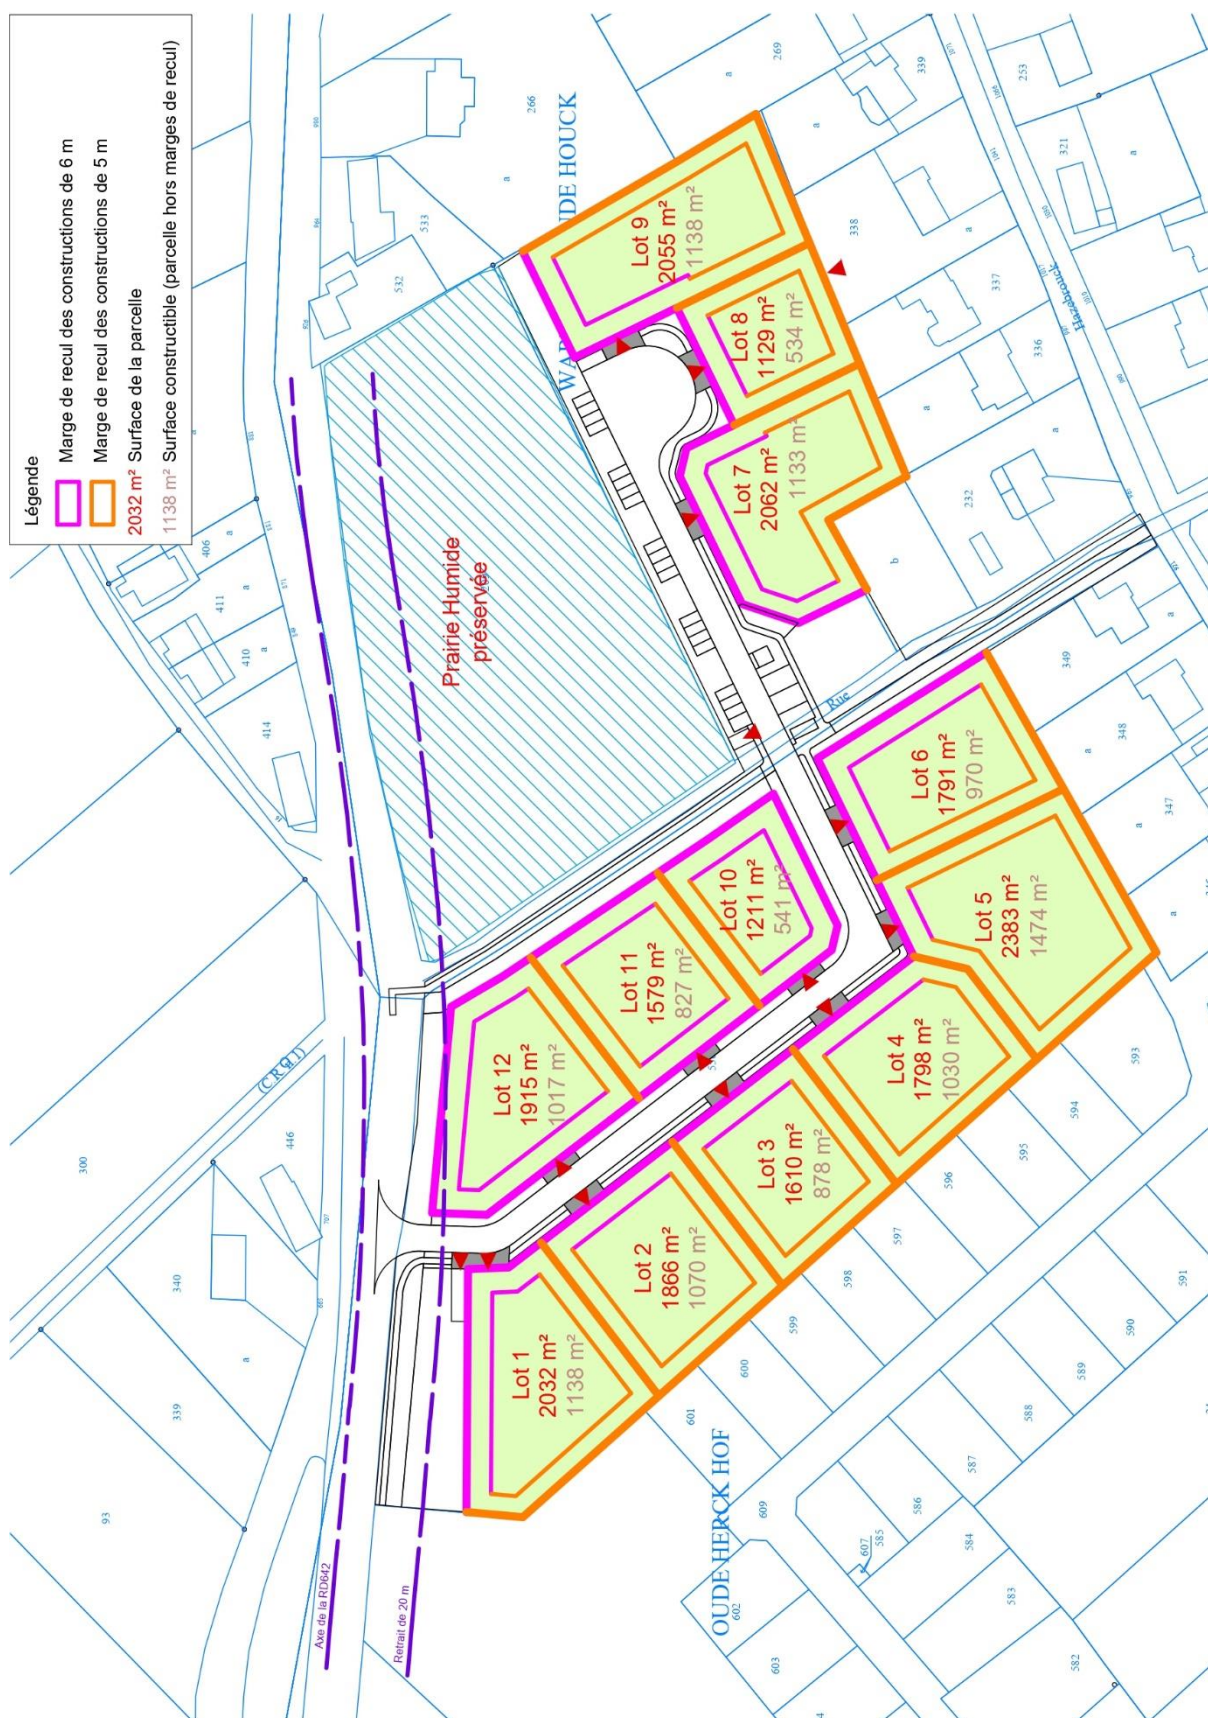 Légende
Marge de recul des constructions de 6 m
Marge de recul des constructions de 5 m
2032 m² Surface de la parcelle
1138 m² Surface constructible (parcelle hors marges de recul)
Axe de la RD642
Retrait de 20 m
Prairie Humide
préservée
OUDE HERCK HOF
Lot 1
2032 m²
1138 m²
Lot 2
1866 m²
1070 m²
Lot 3
1610 m²
878 m²
Lot 4
1798 m²
1030 m²
Lot 5
2383 m²
1474 m²
Lot 6
1791 m²
970 m²
Lot 7
2062 m²
1133 m²
Lot 8
1129 m²
534 m²
Lot 9
2055 m²
1138 m²
Lot 10
1211 m²
541 m²
Lot 11
1579 m²
827 m²
Lot 12
1915 m²
1017 m²
Rue
Hazebrouck
93
339
340
a
300
446
414
410
a
411
a
406
532
533
266
a
269
a
339
a
253
a
321
a
338
a
337
336
a
a
232
b
349
a
348
a
347
a
a
593
594
595
596
597
598
599
600
601
602
603
609
607
585
586
587
588
589
590
591
584
583
582